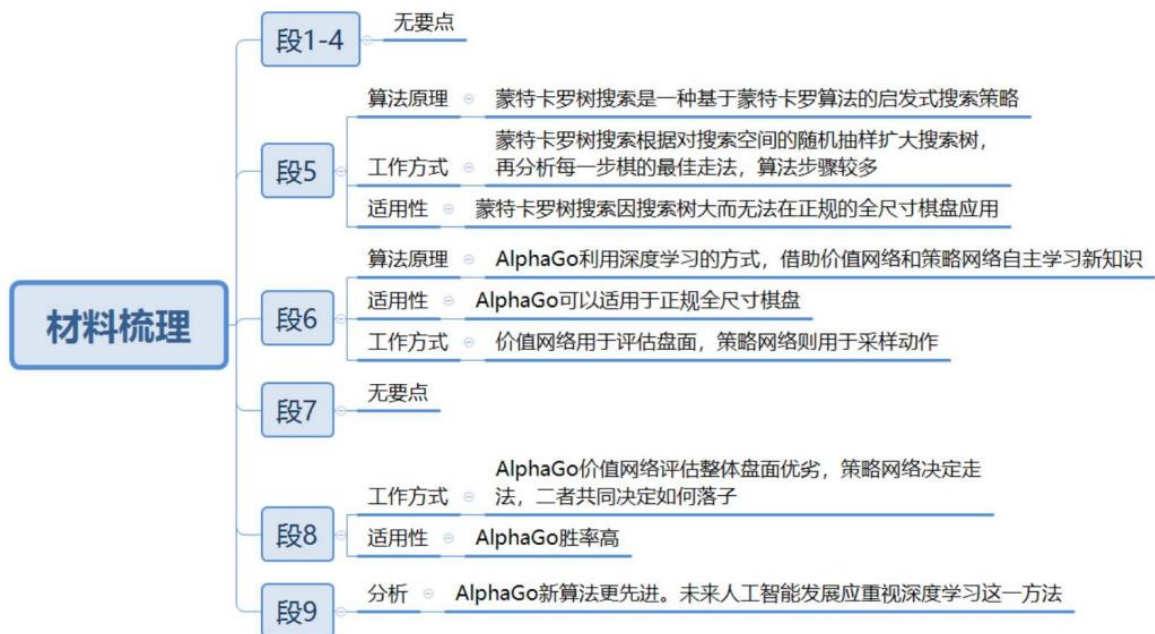 材料梳理
段1-4
无要点
段5
算法原理
蒙特卡罗树搜索是一种基于蒙特卡罗算法的启发式搜索策略
工作方式
蒙特卡罗树搜索根据对搜索空间的随机抽样扩大搜索树，
再分析每一步棋的最佳走法，算法步骤较多
适用性
蒙特卡罗树搜索因搜索树大而无法在正规的全尺寸棋盘应用
段6
算法原理
AlphaGo利用深度学习的方式，借助价值网络和策略网络自主学习新知识
适用性
AlphaGo可以适用于正规全尺寸棋盘
工作方式
价值网络用于评估盘面，策略网络则用于采样动作
段7
无要点
段8
工作方式
AlphaGo价值网络评估整体盘面优劣，策略网络决定走
法，二者共同决定如何落子
适用性
AlphaGo胜率高
段9
分析
AlphaGo新算法更先进。未来人工智能发展应重视深度学习这一方法